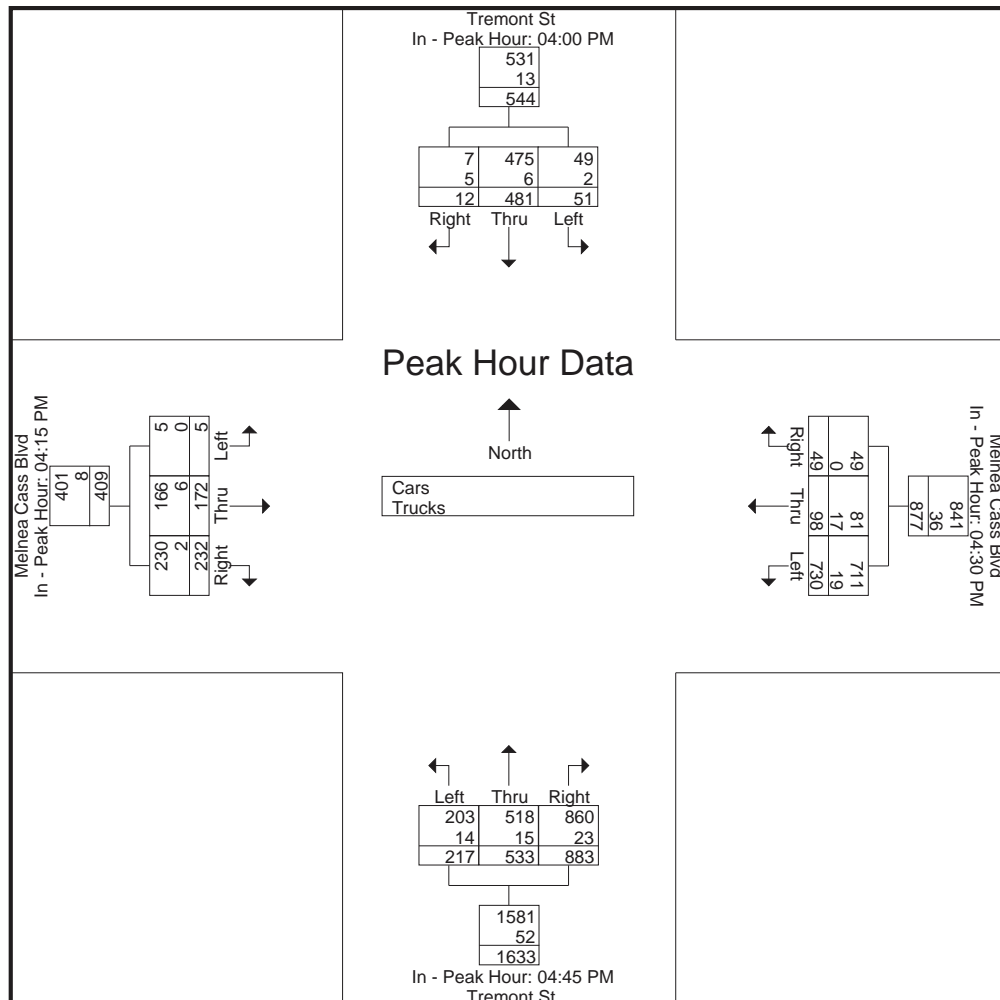 Tremont St
In - Peak Hour: 04:00 PM
531
13
544
7 475 49
5 6 2
12 481 51
Right Thru Left
Peak Hour Data
North
Cars
Trucks
Melnea Cass Blvd
In - Peak Hour: 04:15 PM
401
8
409
5 0 5
Left
166 6 172
Thru
230 2 232
Right
Melnea Cass Blvd
In - Peak Hour: 04:30 PM
841
36
877
Right
49 0 49
Thru
81 17 98
Left
711 19 730
Left Thru Right
203 518 860
14 15 23
217 533 883
1581
52
1633
In - Peak Hour: 04:45 PM
Tremont St